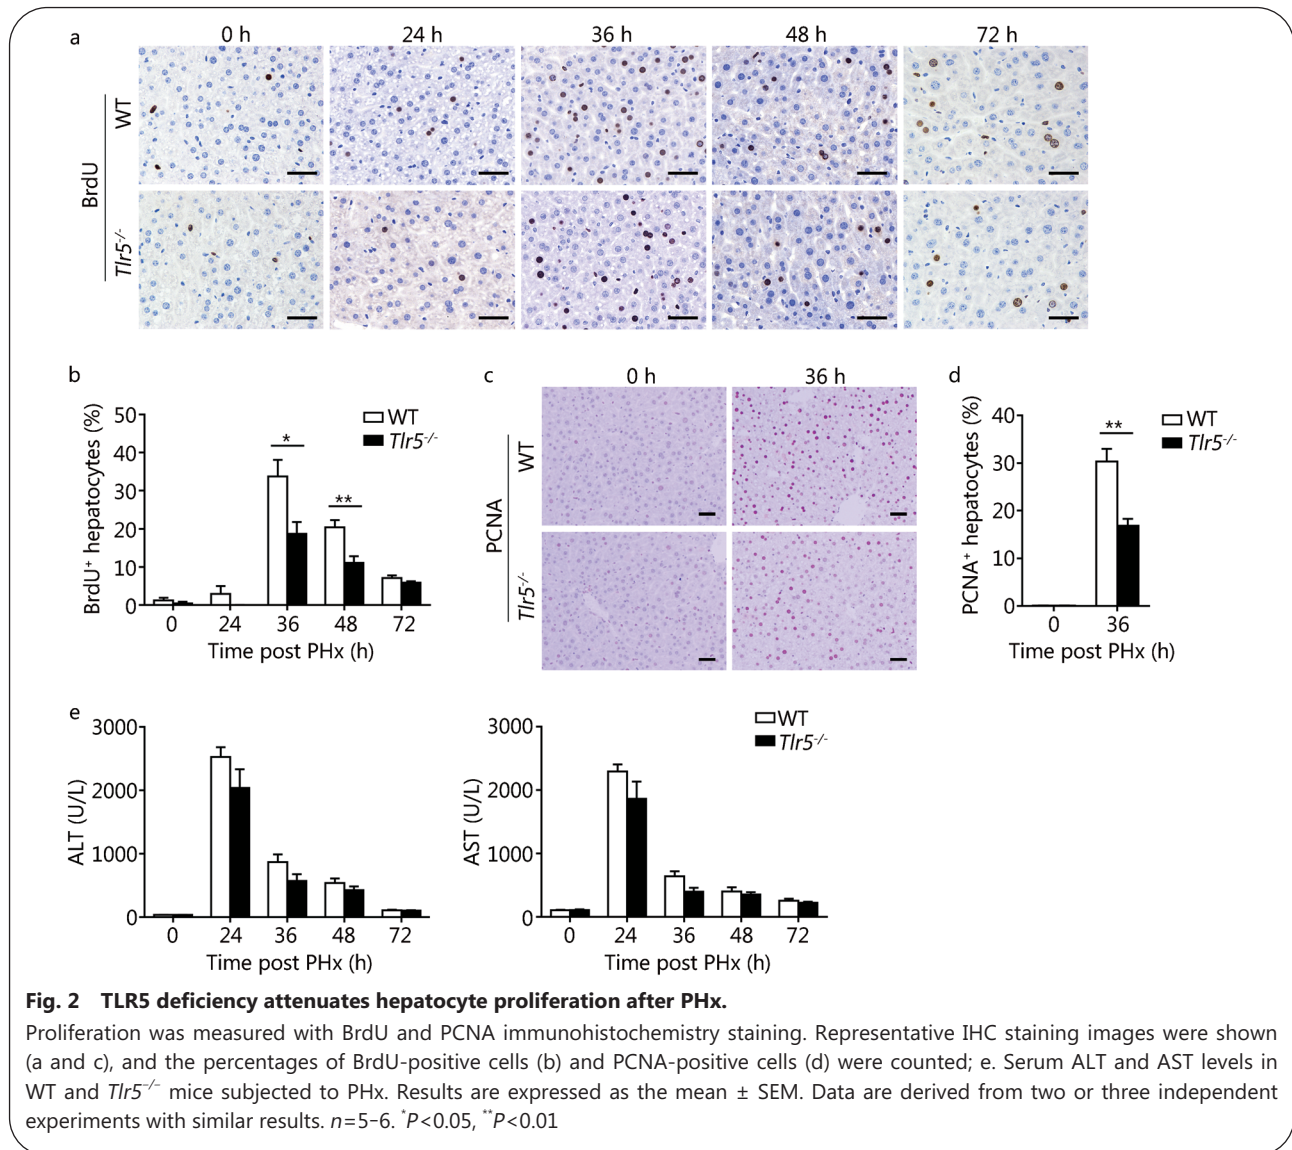 a
0 h 24 h 36 h 48 h 72 h
BrdU
WT
Tlr5-/-
b
BrdU+ hepatocytes (%)
50
40
30
20
10
0
* **
WT
Tlr5-/-
0 24 36 48 72
Time post PHx (h)
c
0 h 36 h
PCNA
WT
Tlr5-/-
d
PCNA+ hepatocytes (%)
40
30
20
10
0
**
WT
Tlr5-/-
0 36
Time post PHx (h)
e
ALT (U/L)
3000
2000
1000
0
0 24 36 48 72
Time post PHx (h)
AST (U/L)
3000
2000
1000
0
WT
Tlr5-/-
0 24 36 48 72
Time post PHx (h)
Fig. 2 TLR5 deficiency attenuates hepatocyte proliferation after PHx.
Proliferation was measured with BrdU and PCNA immunohistochemistry staining. Representative IHC staining images were shown
(a and c), and the percentages of BrdU-positive cells (b) and PCNA-positive cells (d) were counted; e. Serum ALT and AST levels in
WT and Tlr5-/- mice subjected to PHx. Results are expressed as the mean ± SEM. Data are derived from two or three independent
experiments with similar results. n=5-6. *P<0.05, **P<0.01